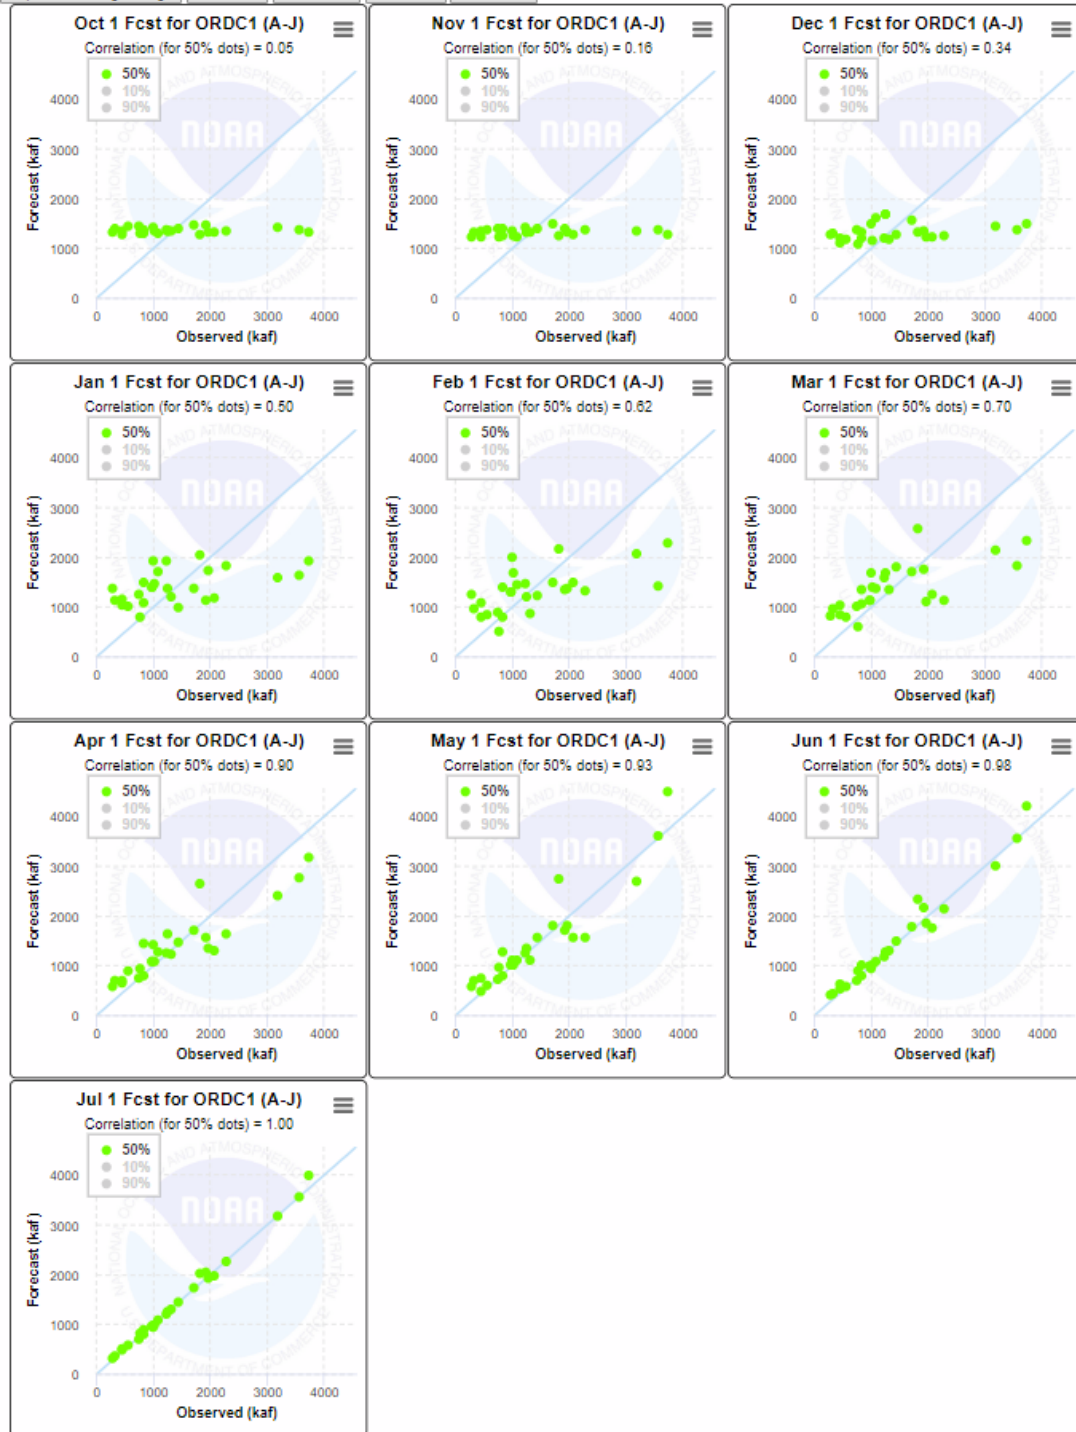 Oct 1 Fcst for ORDC1 (A-J)
Correlation (for 50% dots) = 0.05
50%
10%
90%
NOAA
Forecast (kaf)
4000
3000
2000
1000
0
0 1000 2000 3000 4000
Observed (kaf)
Nov 1 Fcst for ORDC1 (A-J)
Correlation (for 50% dots) = 0.16
50%
10%
90%
NOAA
Forecast (kaf)
4000
3000
2000
1000
0
0 1000 2000 3000 4000
Observed (kaf)
Dec 1 Fcst for ORDC1 (A-J)
Correlation (for 50% dots) = 0.34
50%
10%
90%
NOAA
Forecast (kaf)
4000
3000
2000
1000
0
0 1000 2000 3000 4000
Observed (kaf)
Jan 1 Fcst for ORDC1 (A-J)
Correlation (for 50% dots) = 0.50
50%
10%
90%
NOAA
Forecast (kaf)
4000
3000
2000
1000
0
0 1000 2000 3000 4000
Observed (kaf)
Feb 1 Fcst for ORDC1 (A-J)
Correlation (for 50% dots) = 0.62
50%
10%
90%
NOAA
Forecast (kaf)
4000
3000
2000
1000
0
0 1000 2000 3000 4000
Observed (kaf)
Mar 1 Fcst for ORDC1 (A-J)
Correlation (for 50% dots) = 0.70
50%
10%
90%
NOAA
Forecast (kaf)
4000
3000
2000
1000
0
0 1000 2000 3000 4000
Observed (kaf)
Apr 1 Fcst for ORDC1 (A-J)
Correlation (for 50% dots) = 0.90
50%
10%
90%
NOAA
Forecast (kaf)
4000
3000
2000
1000
0
0 1000 2000 3000 4000
Observed (kaf)
May 1 Fcst for ORDC1 (A-J)
Correlation (for 50% dots) = 0.93
50%
10%
90%
NOAA
Forecast (kaf)
4000
3000
2000
1000
0
0 1000 2000 3000 4000
Observed (kaf)
Jun 1 Fcst for ORDC1 (A-J)
Correlation (for 50% dots) = 0.98
50%
10%
90%
NOAA
Forecast (kaf)
4000
3000
2000
1000
0
0 1000 2000 3000 4000
Observed (kaf)
Jul 1 Fcst for ORDC1 (A-J)
Correlation (for 50% dots) = 1.00
50%
10%
90%
NOAA
Forecast (kaf)
4000
3000
2000
1000
0
0 1000 2000 3000 4000
Observed (kaf)